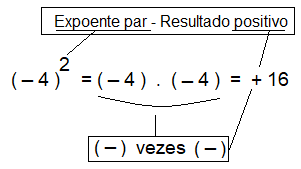 Expoente par - Resultado positivo
(–4)² = (–4) . (–4) = + 16
(–) vezes (–)